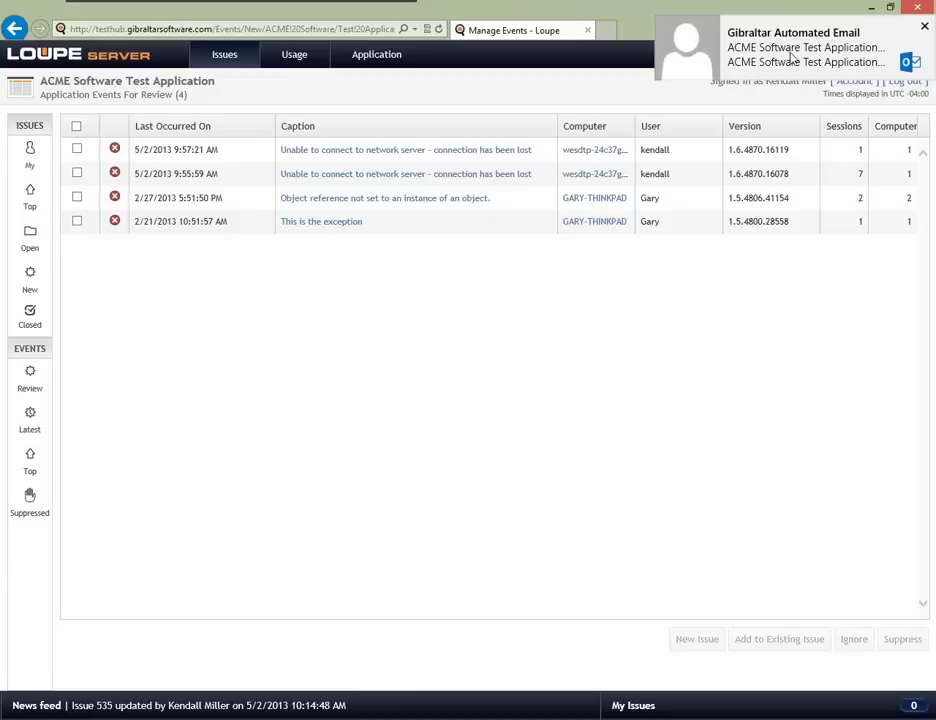 http://testhub.gibraltarsoftware.com/Events/New/ACME%20Software/Test%20Applica
Manage Events - Loupe
LOUPE SERVER
Issues
Usage
Application
Gibraltar Automated Email
ACME Software Test Application...
ACME Software Test Application...
Signed in as Kendall Miller [ Account ] [ Log out ]
Times displayed in UTC -04:00
ACME Software Test Application
Application Events For Review (4)
ISSUES
My
Top
Open
New
Closed
EVENTS
Review
Latest
Top
Suppressed
Last Occurred On Caption Computer User Version Sessions Computer
5/2/2013 9:57:21 AM Unable to connect to network server - connection has been lost wesdtp-24c37g... kendall 1.6.4870.16119 1 1
5/2/2013 9:55:59 AM Unable to connect to network server - connection has been lost wesdtp-24c37g... kendall 1.6.4870.16078 7 1
2/27/2013 5:51:50 PM Object reference not set to an instance of an object. GARY-THINKPAD Gary 1.5.4806.41154 2 2
2/21/2013 10:51:57 AM This is the exception GARY-THINKPAD Gary 1.5.4800.28558 1 1
New Issue
Add to Existing Issue
Ignore
Suppress
News feed | Issue 535 updated by Kendall Miller on 5/2/2013 10:14:48 AM
My Issues
0